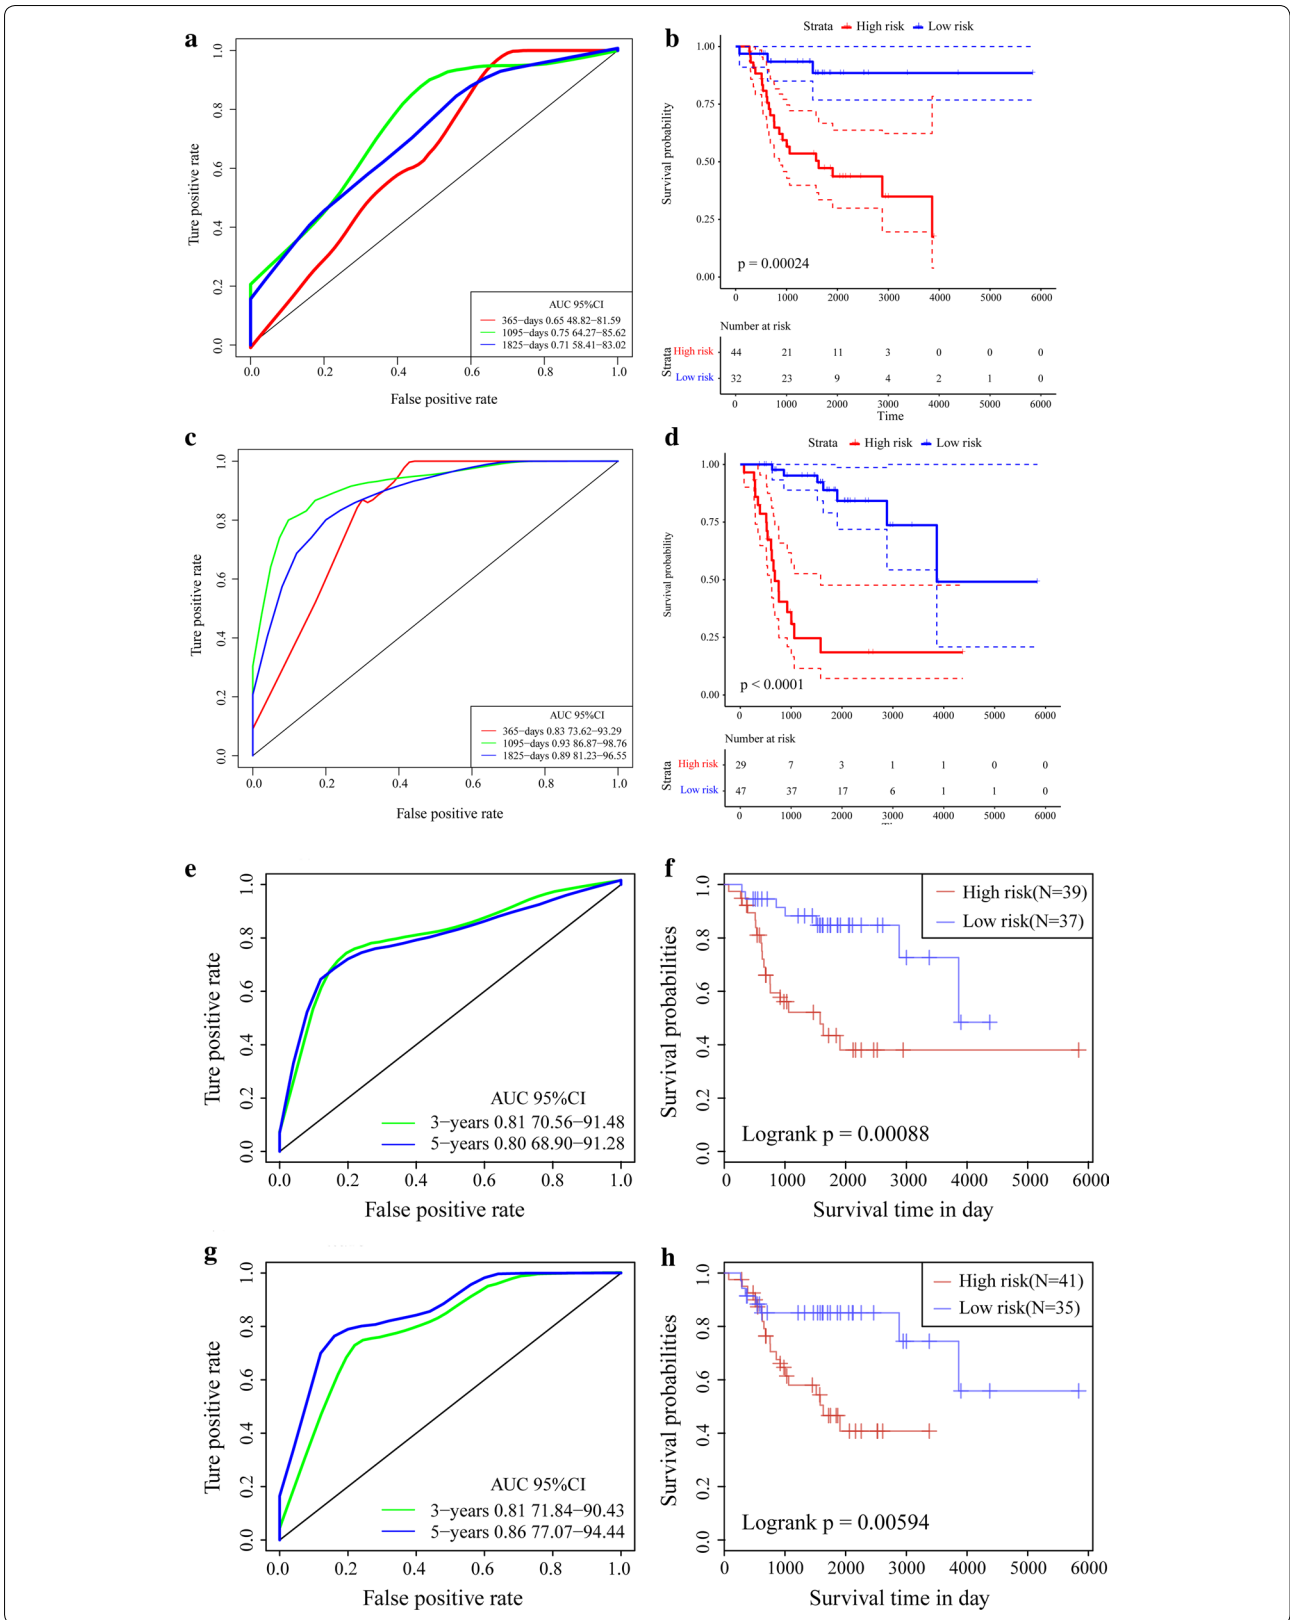 a
1.0
0.8
0.6
0.4
0.2
0.0
Ture positive rate
AUC 95%CI
365−days 0.65 48.82−81.59
1095−days 0.75 64.27−85.62
1825−days 0.71 58.41−83.02
0.0 0.2 0.4 0.6 0.8 1.0
False positive rate
b
Strata High risk Low risk
1.00
0.75
0.50
0.25
0.00
Survival probability
p = 0.00024
0 1000 2000 3000 4000 5000 6000
Number at risk
Strata
High risk 44 21 11 3 0 0 0
Low risk 32 23 9 4 2 1 0
0 1000 2000 3000 4000 5000 6000
Time
c
1.0
0.8
0.6
0.4
0.2
0.0
Ture positive rate
AUC 95%CI
365−days 0.83 73.62−93.29
1095−days 0.93 86.87−98.76
1825−days 0.89 81.23−96.55
0.0 0.2 0.4 0.6 0.8 1.0
False positive rate
d
Strata High risk Low risk
1.00
0.75
0.50
0.25
0.00
Survival probability
p < 0.0001
0 1000 2000 3000 4000 5000 6000
Number at risk
Strata
High risk 29 7 3 1 1 0 0
Low risk 47 37 17 6 1 1 0
0 1000 2000 3000 4000 5000 6000
e
1.0
0.8
0.6
0.4
0.2
0.0
Ture positive rate
AUC 95%CI
3−years 0.81 70.56−91.48
5−years 0.80 68.90−91.28
0.0 0.2 0.4 0.6 0.8 1.0
False positive rate
f
1.0
0.8
0.6
0.4
0.2
0.0
Survival probabilities
High risk(N=39)
Low risk(N=37)
Logrank p = 0.00088
0 1000 2000 3000 4000 5000 6000
Survival time in day
g
1.0
0.8
0.6
0.4
0.2
0.0
Ture positive rate
AUC 95%CI
3−years 0.81 71.84−90.43
5−years 0.86 77.07−94.44
0.0 0.2 0.4 0.6 0.8 1.0
False positive rate
h
1.0
0.8
0.6
0.4
0.2
0.0
Survival probabilities
High risk(N=41)
Low risk(N=35)
Logrank p = 0.00594
0 1000 2000 3000 4000 5000 6000
Survival time in day